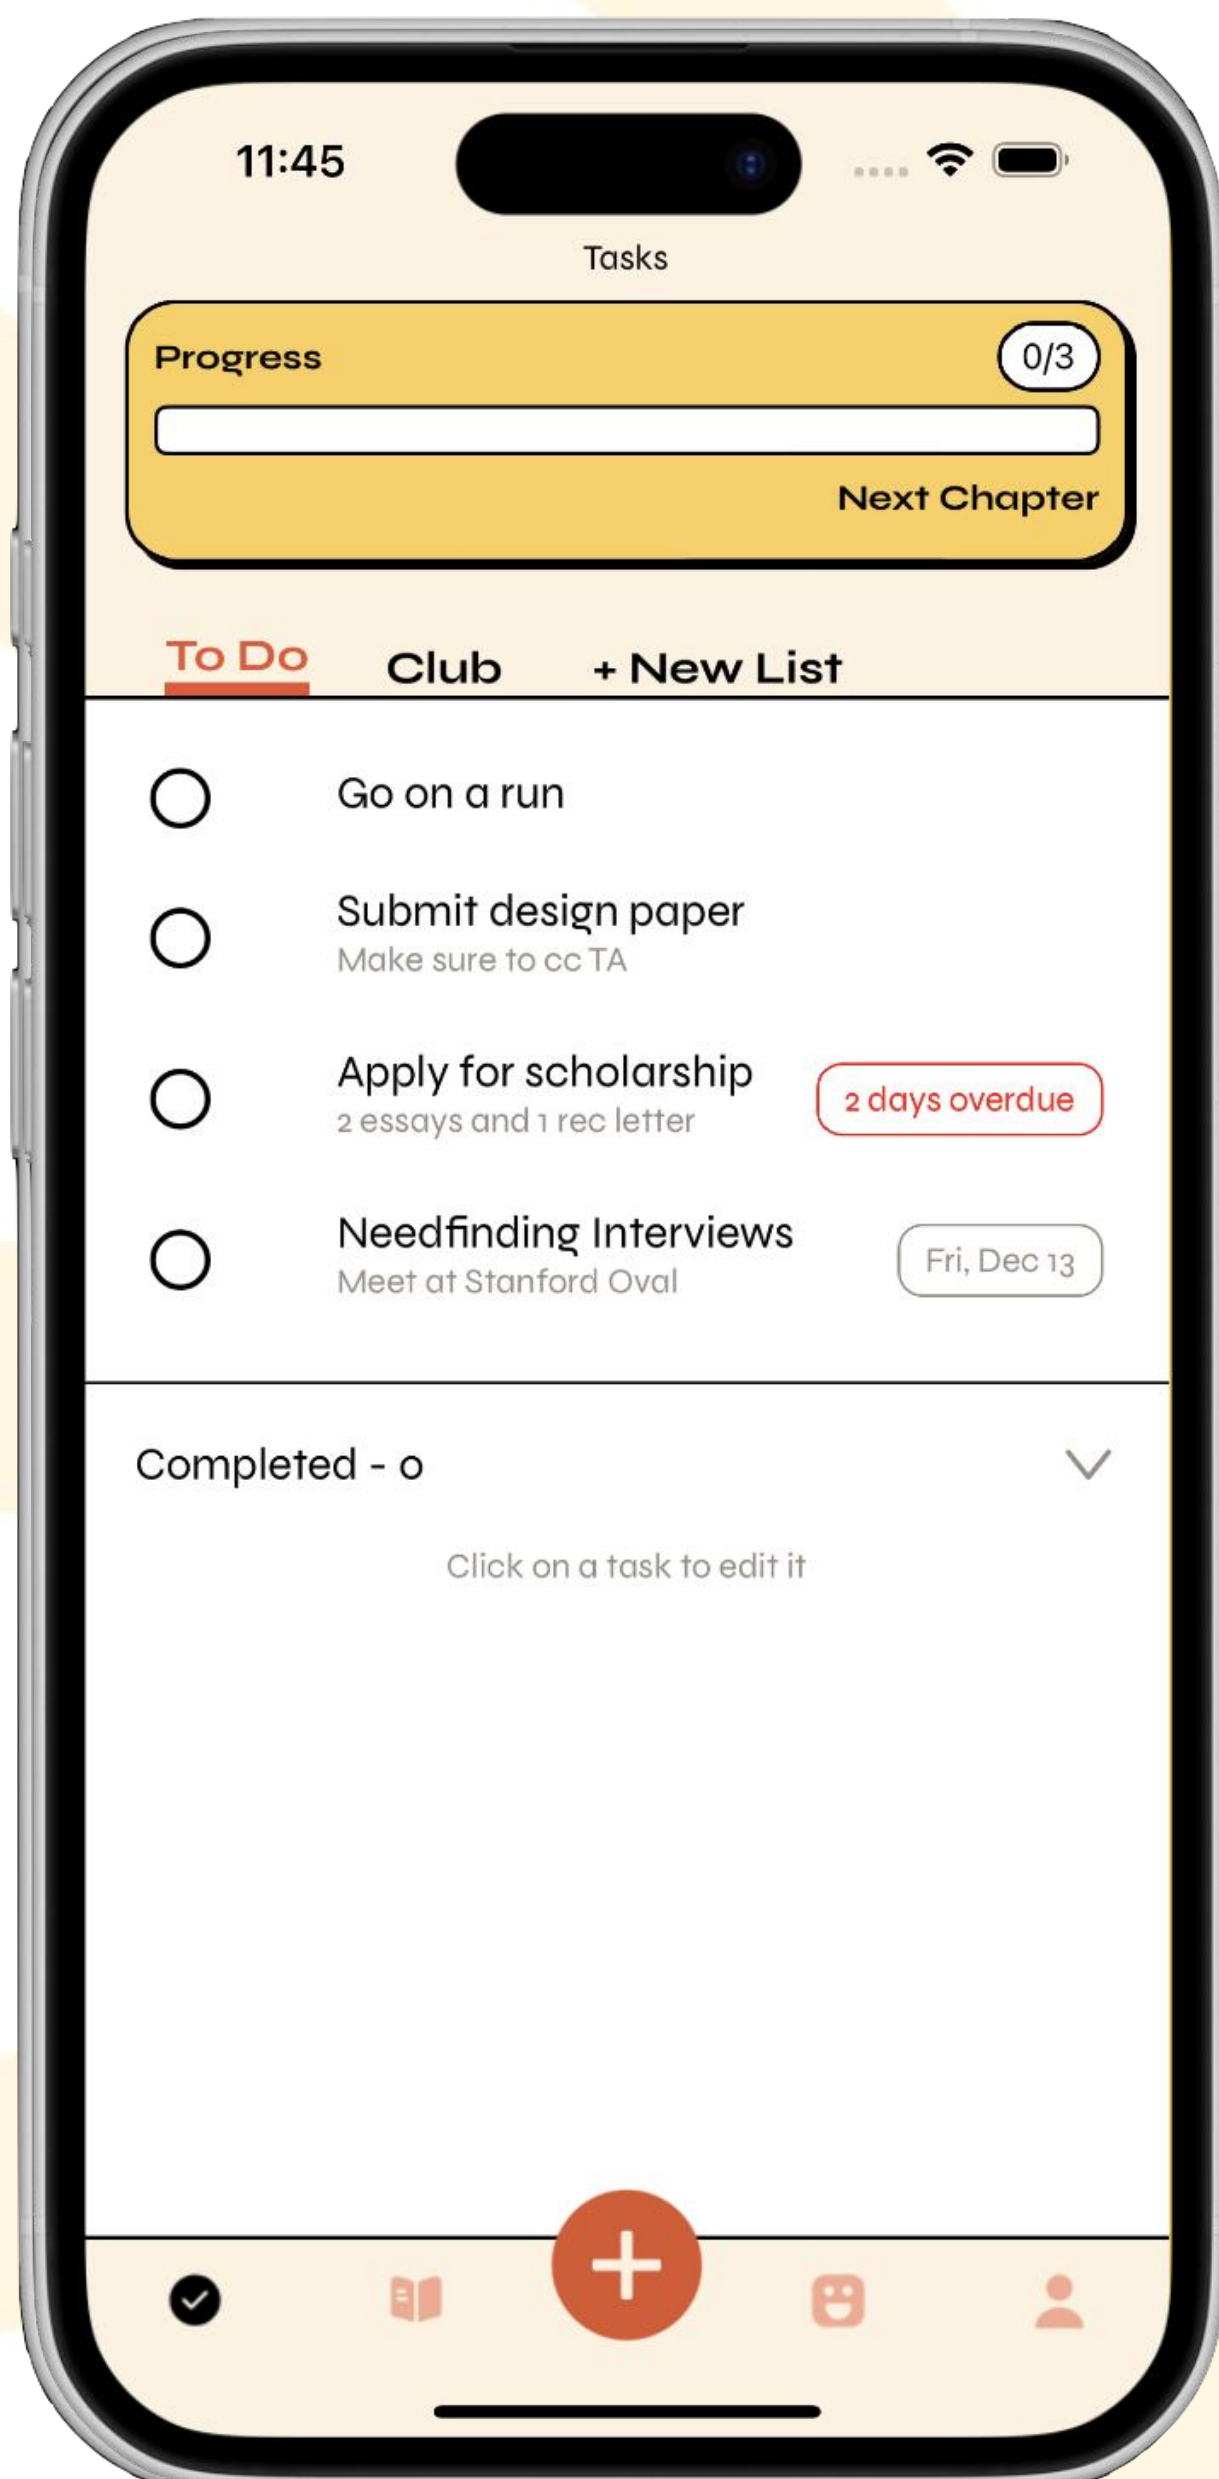 11:45
Tasks
Progress
0/3
Next Chapter
To Do
Club
+ New List
Go on a run
Submit design paper
Make sure to cc TA
Apply for scholarship
2 essays and 1 rec letter
2 days overdue
Needfinding Interviews
Meet at Stanford Oval
Fri, Dec 13
Completed - 0
Click on a task to edit it